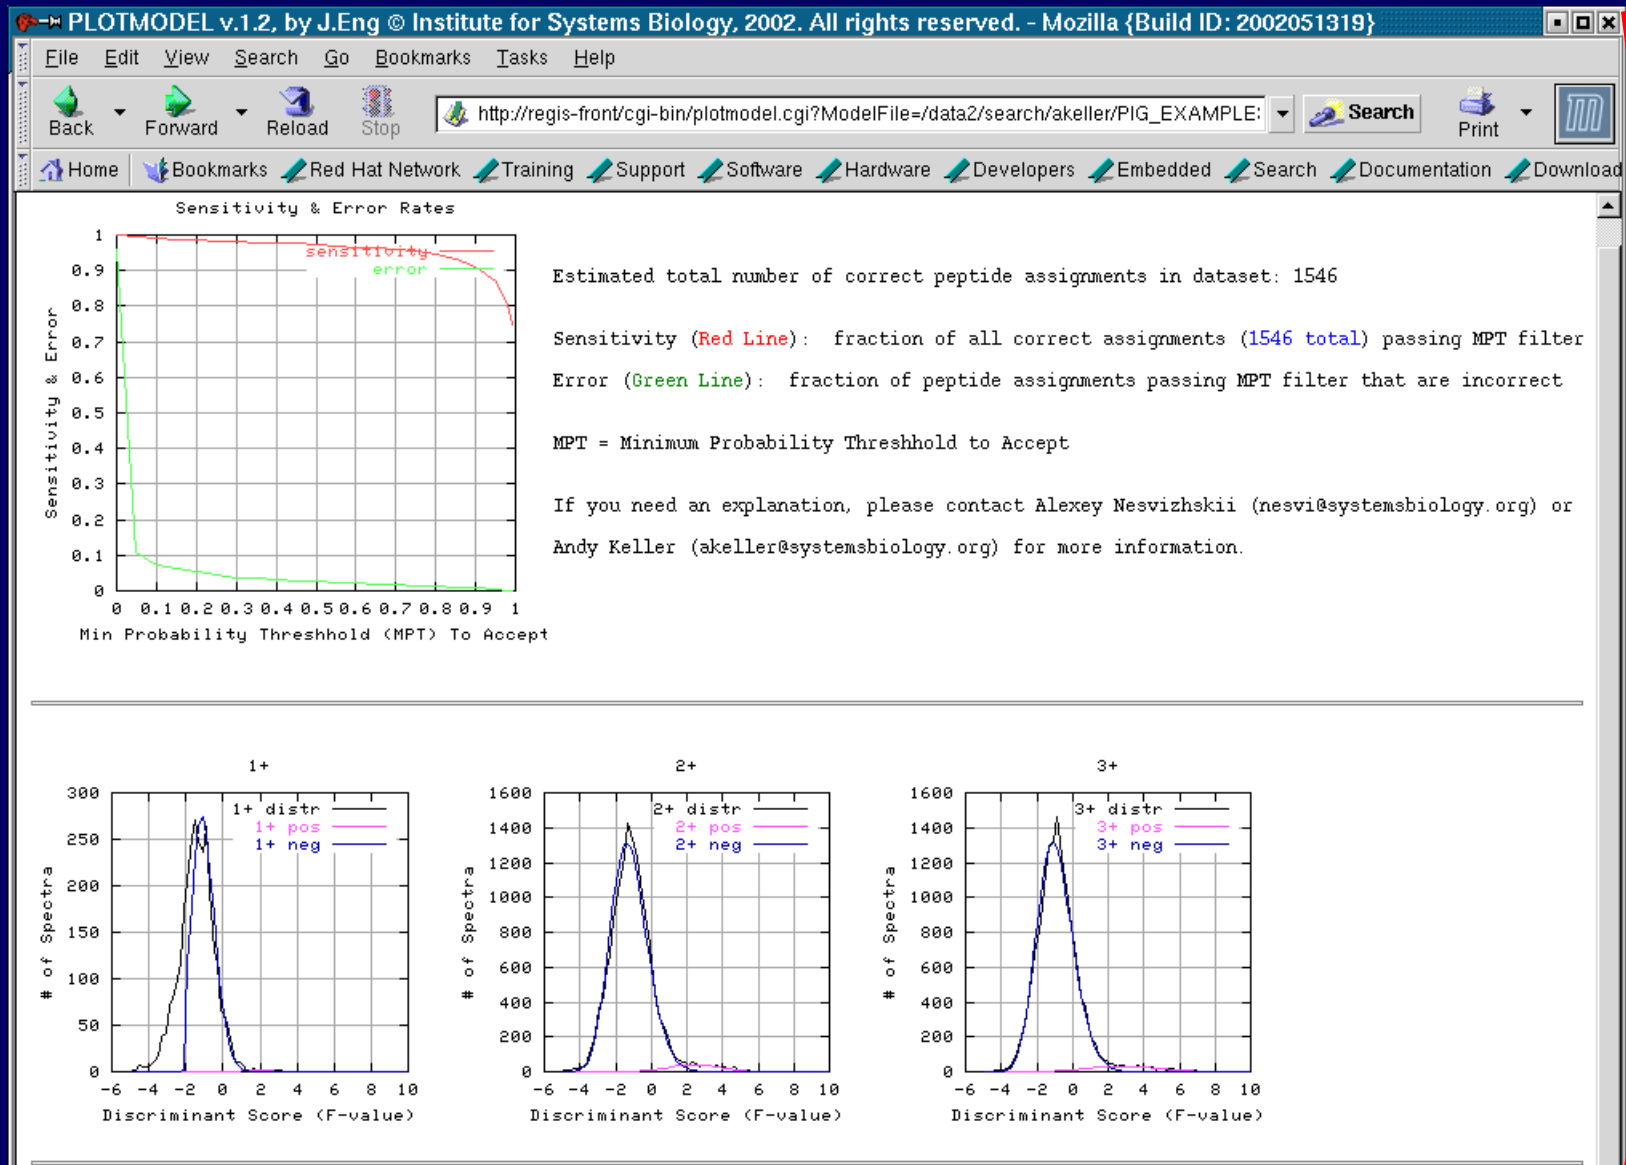 PLOTMODEL v.1.2, by J.Eng © Institute for Systems Biology, 2002. All rights reserved. - Mozilla {Build ID: 2002051319}
File Edit View Search Go Bookmarks Tasks Help
Back Forward Reload Stop http://regis-front/cgi-bin/plotmodel.cgi?ModelFile=/data2/search/akeller/PIG_EXAMPLE: Search Print
Home Bookmarks Red Hat Network Training Support Software Hardware Developers Embedded Search Documentation Download
Sensitivity & Error Rates
sensitivity
error
1
0.9
0.8
0.7
0.6
0.5
0.4
0.3
0.2
0.1
0
Sensitivity & Error
0 0.1 0.2 0.3 0.4 0.5 0.6 0.7 0.8 0.9 1
Min Probability Threshhold (MPT) To Accept
Estimated total number of correct peptide assignments in dataset: 1546
Sensitivity (Red Line): fraction of all correct assignments (1546 total) passing MPT filter
Error (Green Line): fraction of peptide assignments passing MPT filter that are incorrect
MPT = Minimum Probability Threshhold to Accept
If you need an explanation, please contact Alexey Nesvizhskii (nesvi@systemsbiology.org) or
Andy Keller (akeller@systemsbiology.org) for more information.
1+
300
250
200
150
100
50
0
# of Spectra
1+ distr
1+ pos
1+ neg
-6 -4 -2 0 2 4 6 8 10
Discriminant Score (F-value)
2+
1600
1400
1200
1000
800
600
400
200
0
# of Spectra
2+ distr
2+ pos
2+ neg
-6 -4 -2 0 2 4 6 8 10
Discriminant Score (F-value)
3+
1600
1400
1200
1000
800
600
400
200
0
# of Spectra
3+ distr
3+ pos
3+ neg
-6 -4 -2 0 2 4 6 8 10
Discriminant Score (F-value)